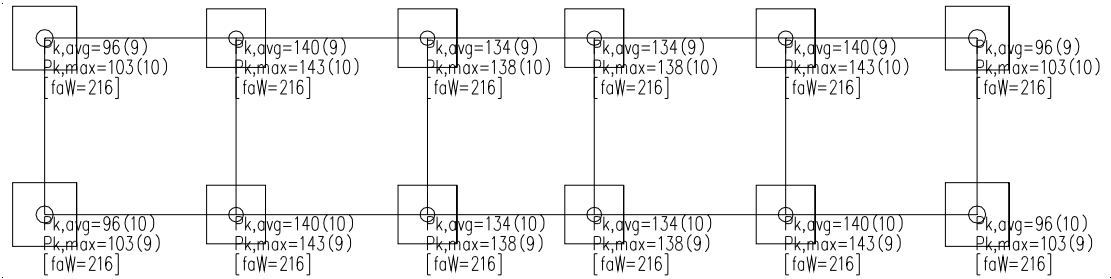 Pk,avg=96(9) Pk,avg=140(9) Pk,avg=134(9) Pk,avg=134(9) Pk,avg=140(9) Pk,avg=96(9)
Pk,max=103(10) Pk,max=143(10) Pk,max=138(10) Pk,max=138(10) Pk,max=143(10) Pk,max=103(10)
[faW=216] [faW=216] [faW=216] [faW=216] [faW=216] [faW=216]
Pk,avg=96(10) Pk,avg=140(10) Pk,avg=134(10) Pk,avg=134(10) Pk,avg=140(10) Pk,avg=96(10)
Pk,max=103(9) Pk,max=143(9) Pk,max=138(9) Pk,max=138(9) Pk,max=143(9) Pk,max=103(9)
[faW=216] [faW=216] [faW=216] [faW=216] [faW=216] [faW=216]